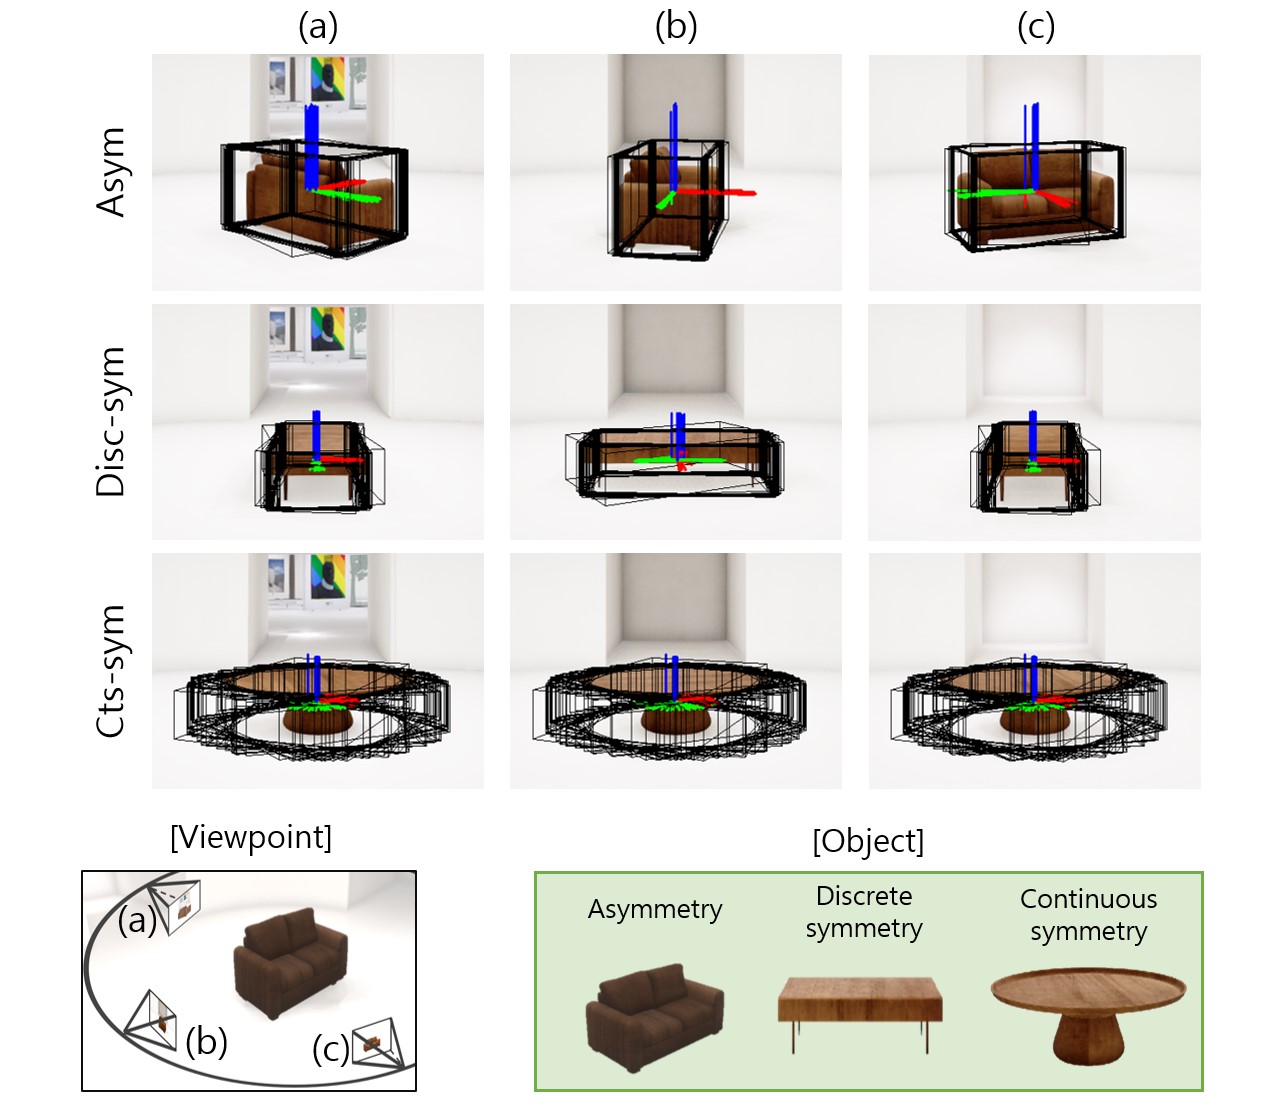 (a)
(b)
(c)
Asym
Disc-sym
Cts-sym
[Viewpoint]
(a)
(b)
(c)
[Object]
Asymmetry
Discrete
symmetry
Continuous
symmetry